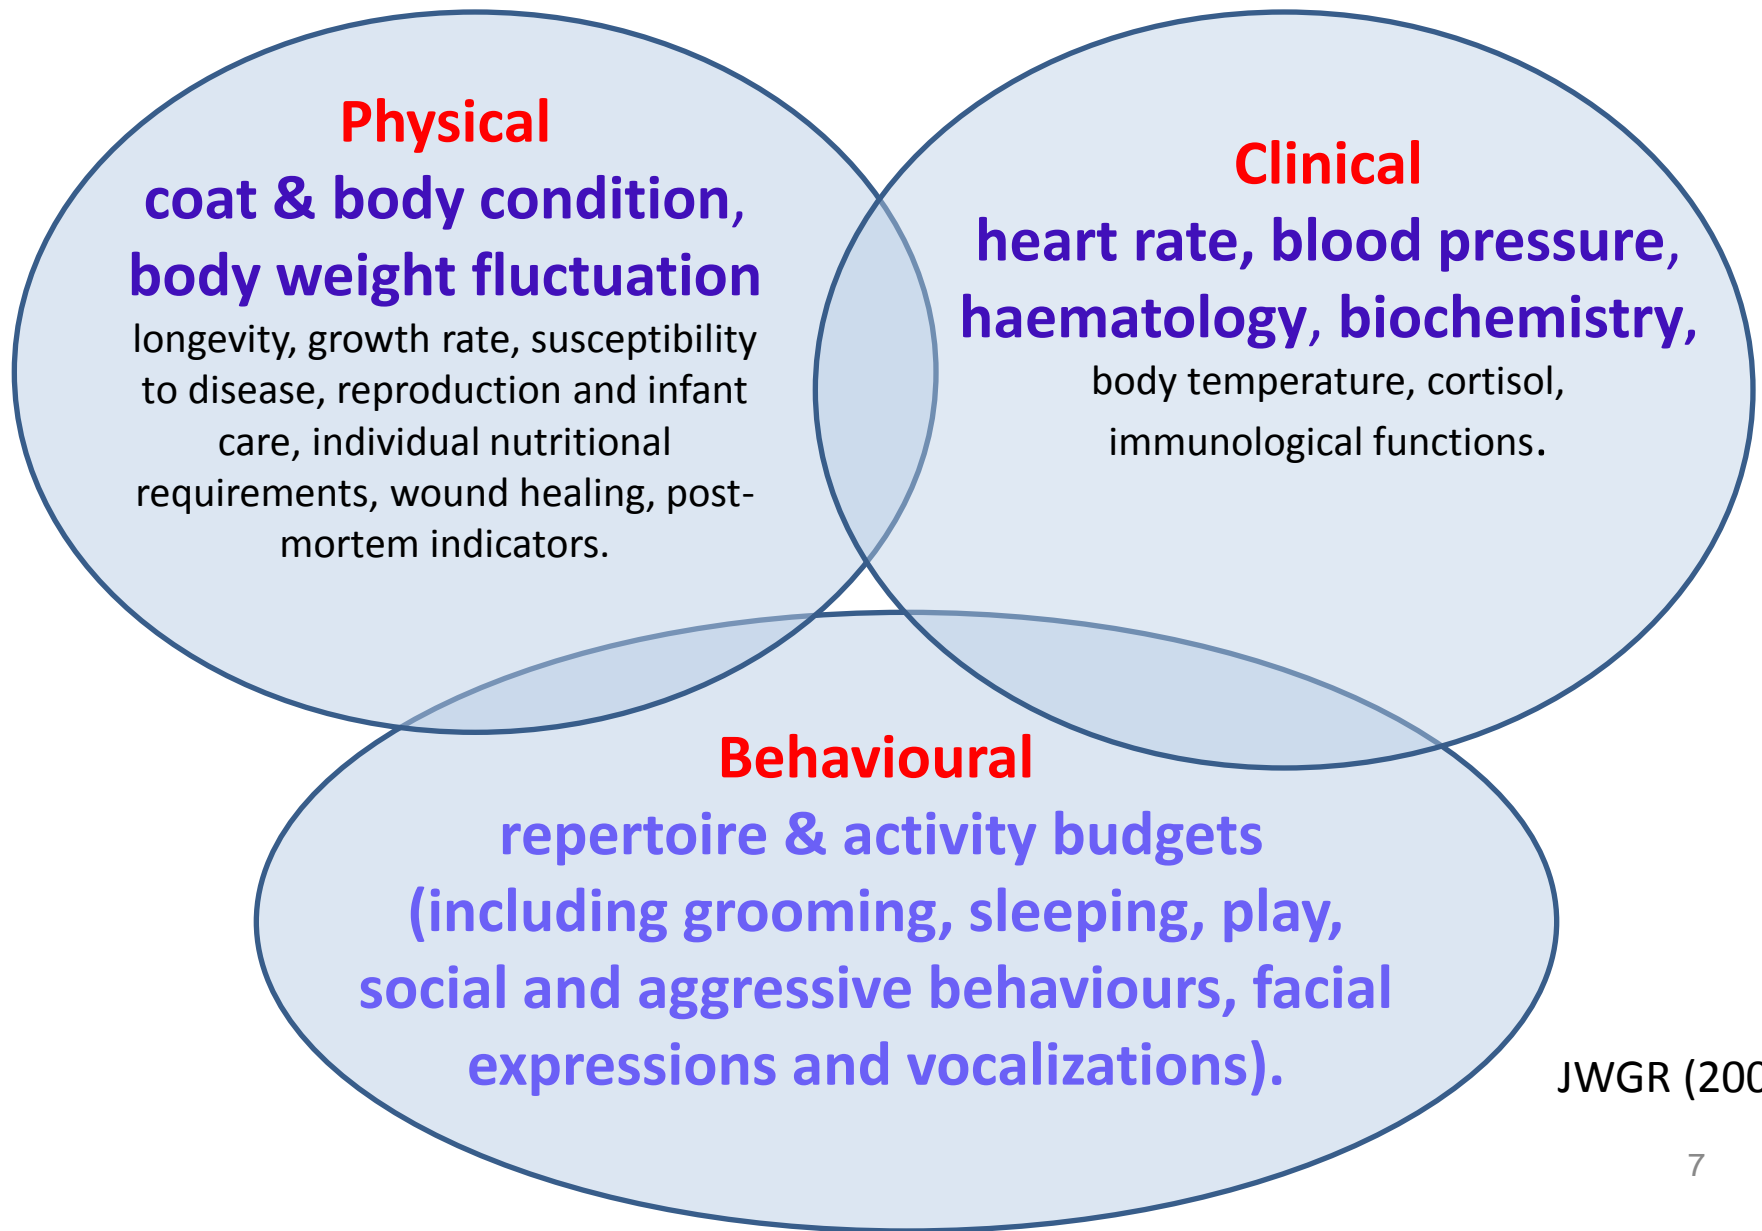 Physical
coat & body condition,
body weight fluctuation
longevity, growth rate, susceptibility
to disease, reproduction and infant
care, individual nutritional
requirements, wound healing, post-
mortem indicators.
Clinical
heart rate, blood pressure,
haematology, biochemistry,
body temperature, cortisol,
immunological functions.
Behavioural
repertoire & activity budgets
(including grooming, sleeping, play,
social and aggressive behaviours, facial
expressions and vocalizations).
JWGR (200
7